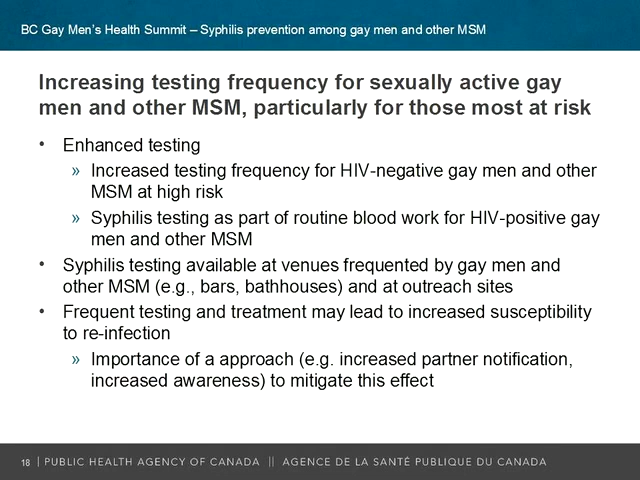 BC Gay Men's Health Summit – Syphilis prevention among gay men and other MSM
Increasing testing frequency for sexually active gay
men and other MSM, particularly for those most at risk
• Enhanced testing
» Increased testing frequency for HIV-negative gay men and other
MSM at high risk
» Syphilis testing as part of routine blood work for HIV-positive gay
men and other MSM
• Syphilis testing available at venues frequented by gay men and
other MSM (e.g., bars, bathhouses) and at outreach sites
• Frequent testing and treatment may lead to increased susceptibility
to re-infection
» Importance of a approach (e.g. increased partner notification,
increased awareness) to mitigate this effect
18 | PUBLIC HEALTH AGENCY OF CANADA || AGENCE DE LA SANTÉ PUBLIQUE DU CANADA